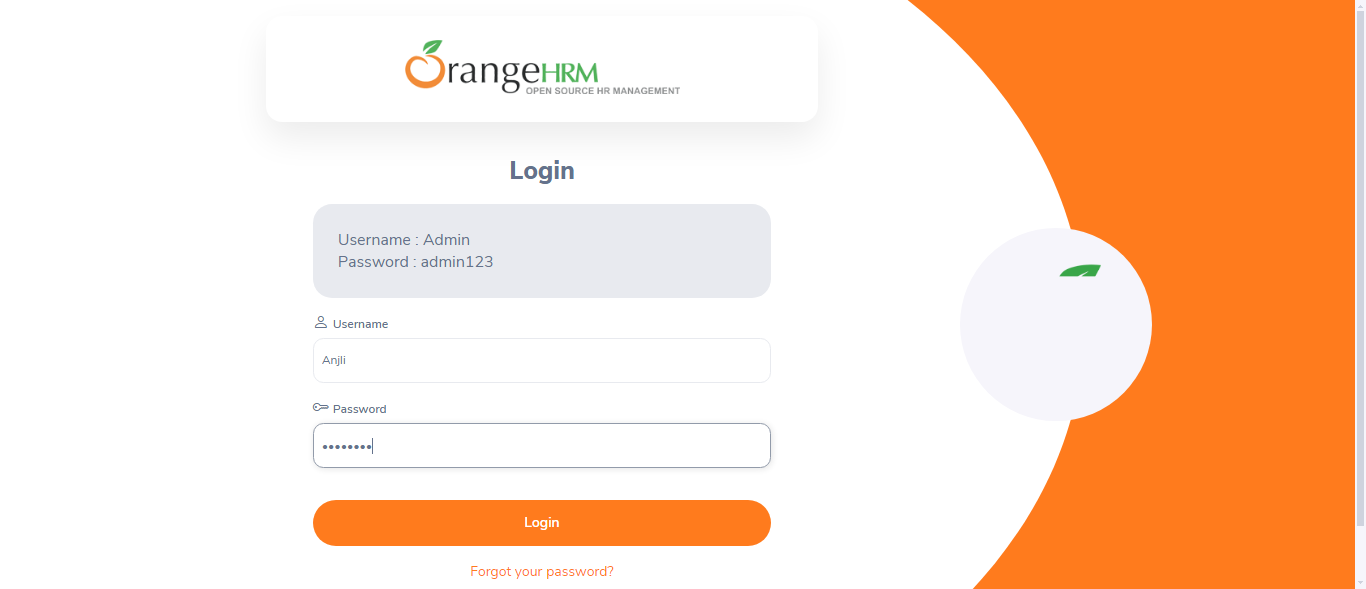 OrangeHRM
OPEN SOURCE HR MANAGEMENT
Login
Username : Admin
Password : admin123
Username
Anjli
Password
••••••••
Login
Forgot your password?